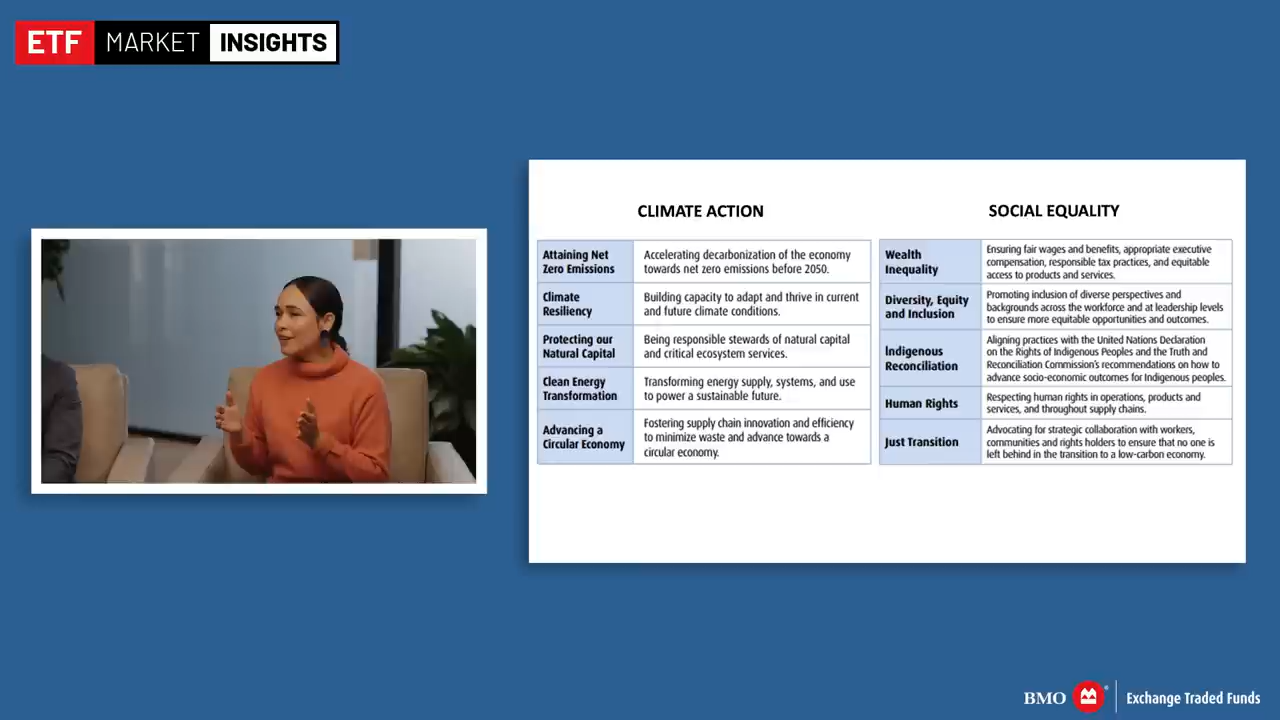 ETF MARKET INSIGHTS
CLIMATE ACTION
Attaining Net
Zero Emissions
Accelerating decarbonization of the economy
towards net zero emissions before 2050.
Climate
Resiliency
Building capacity to adapt and thrive in current
and future climate conditions.
Protecting our
Natural Capital
Being responsible stewards of natural capital
and critical ecosystem services.
Clean Energy
Transformation
Transforming energy supply, systems, and use
to power a sustainable future.
Advancing a
Circular Economy
Fostering supply chain innovation and efficiency
to minimize waste and advance towards a
circular economy.
SOCIAL EQUALITY
Wealth
Inequality
Ensuring fair wages and benefits, appropriate executive
compensation, responsible tax practices, and equitable
access to products and services.
Diversity, Equity
and Inclusion
Promoting inclusion of diverse perspectives and
backgrounds across the workforce and at leadership levels
to ensure more equitable opportunities and outcomes.
Indigenous
Reconciliation
Aligning practices with the United Nations Declaration
on the Rights of Indigenous Peoples and the Truth and
Reconciliation Commission's recommendations on how to
advance socio-economic outcomes for Indigenous peoples.
Human Rights
Respecting human rights in operations, products and
services, and throughout supply chains.
Just Transition
Advocating for strategic collaboration with workers,
communities and rights holders to ensure that no one is
left behind in the transition to a low-carbon economy.
BMO ® Exchange Traded Funds